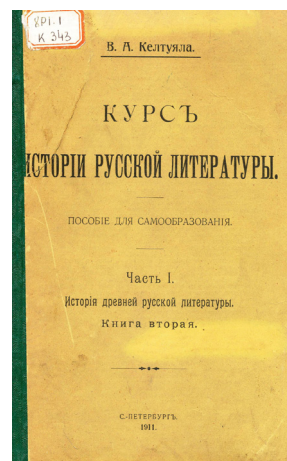 ХРІ.1
К 343
В. А. Келтуяла.
КУРСЪ
ИСТОРІИ РУССКОЙ ЛИТЕРАТУРЫ.
ПОСОБІЕ ДЛЯ САМООБРАЗОВАНІЯ.
Часть I.
Исторія древней русской литературы.
Книга вторая.
С.-ПЕТЕРБУРГЪ.
1911.